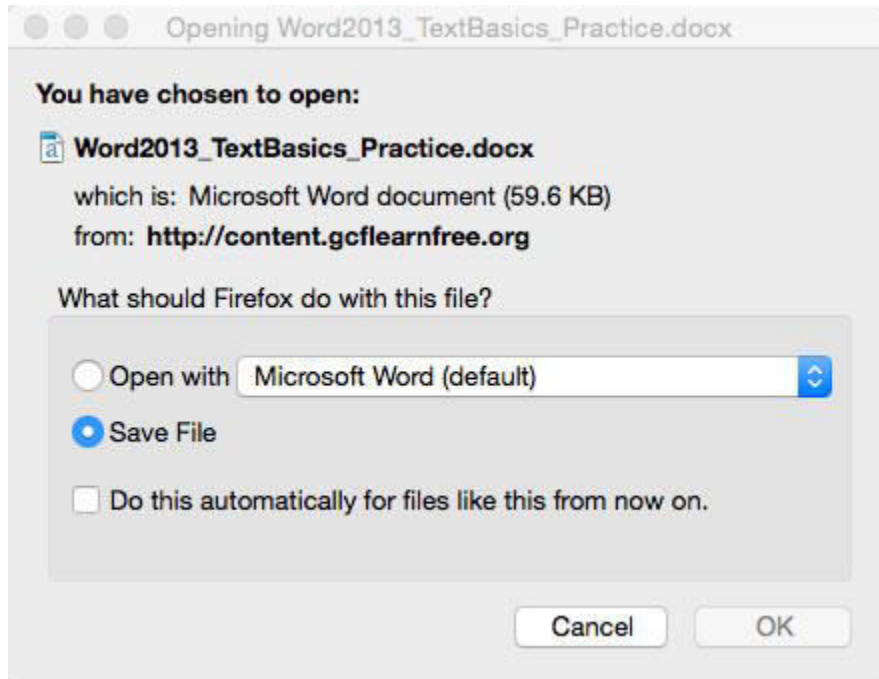 Opening Word2013_TextBasics_Practice.docx
You have chosen to open:
a Word2013_TextBasics_Practice.docx
which is: Microsoft Word document (59.6 KB)
from: http://content.gcflearnfree.org
What should Firefox do with this file?
Open with Microsoft Word (default)
Save File
Do this automatically for files like this from now on.
Cancel OK